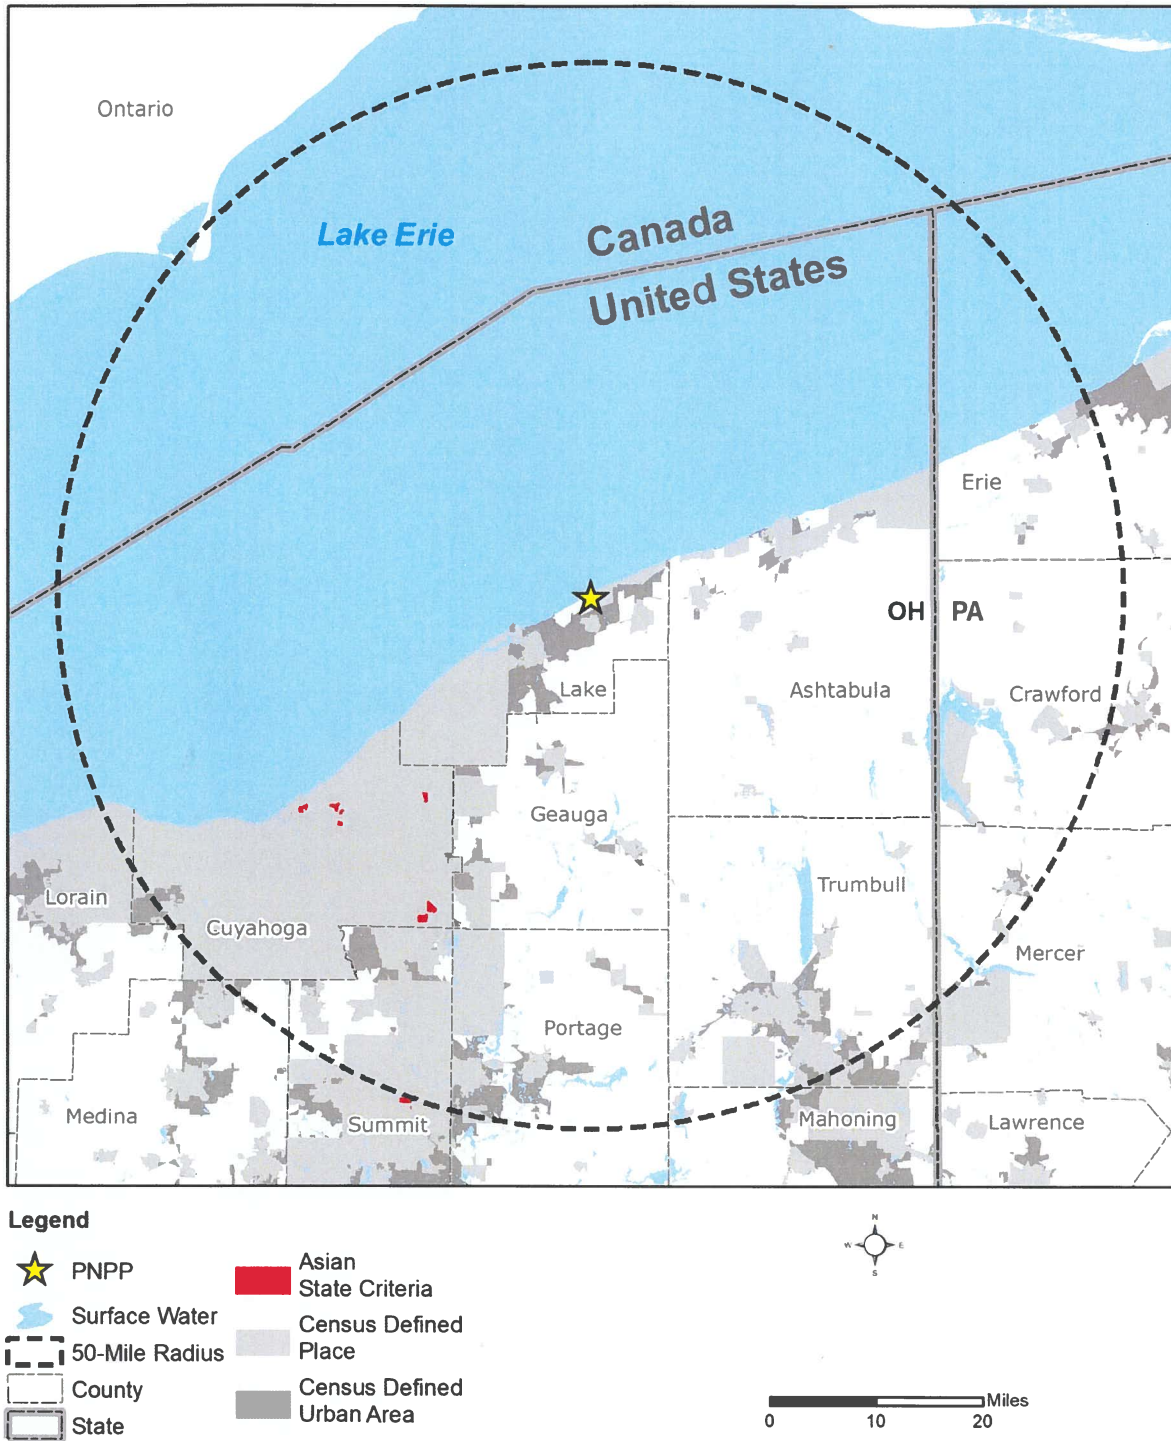 Ontario
Lake Erie
Canada
United States
Erie
OH
PA
Lake
Ashtabula
Crawford
Geauga
Trumbull
Lorain
Cuyahoga
Mercer
Portage
Medina
Summit
Mahoning
Lawrence
Legend
PNPP
Surface Water
50-Mile Radius
County
State
Asian
State Criteria
Census Defined
Place
Census Defined
Urban Area
N
W
E
S
Miles
0
10
20